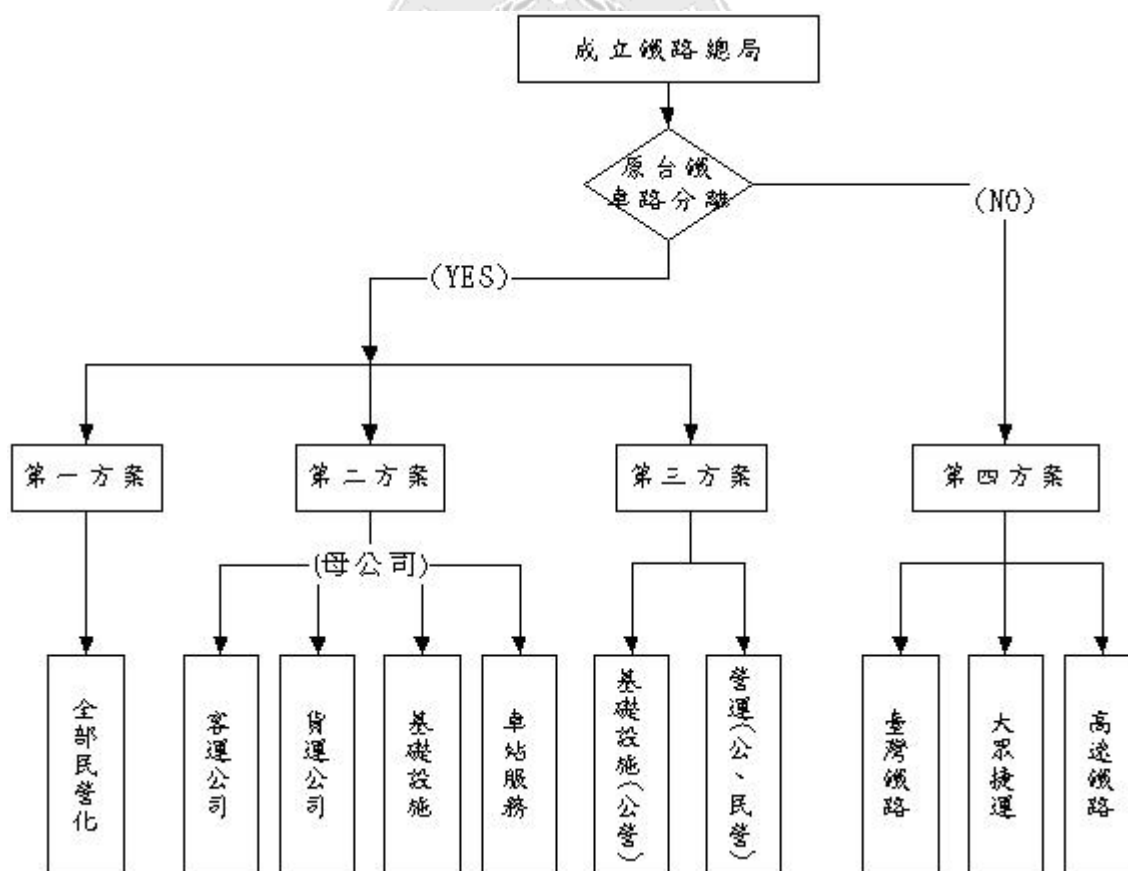 成立鐵路總局
原台鐵
車路分離
(YES)
(NO)
第一方案
第二方案
第三方案
第四方案
(母公司)
全部民營化
客運公司
貨運公司
基礎設施
車站服務
基礎設施(公營)
營運(公、民營)
臺灣鐵路
大眾捷運
高速鐵路